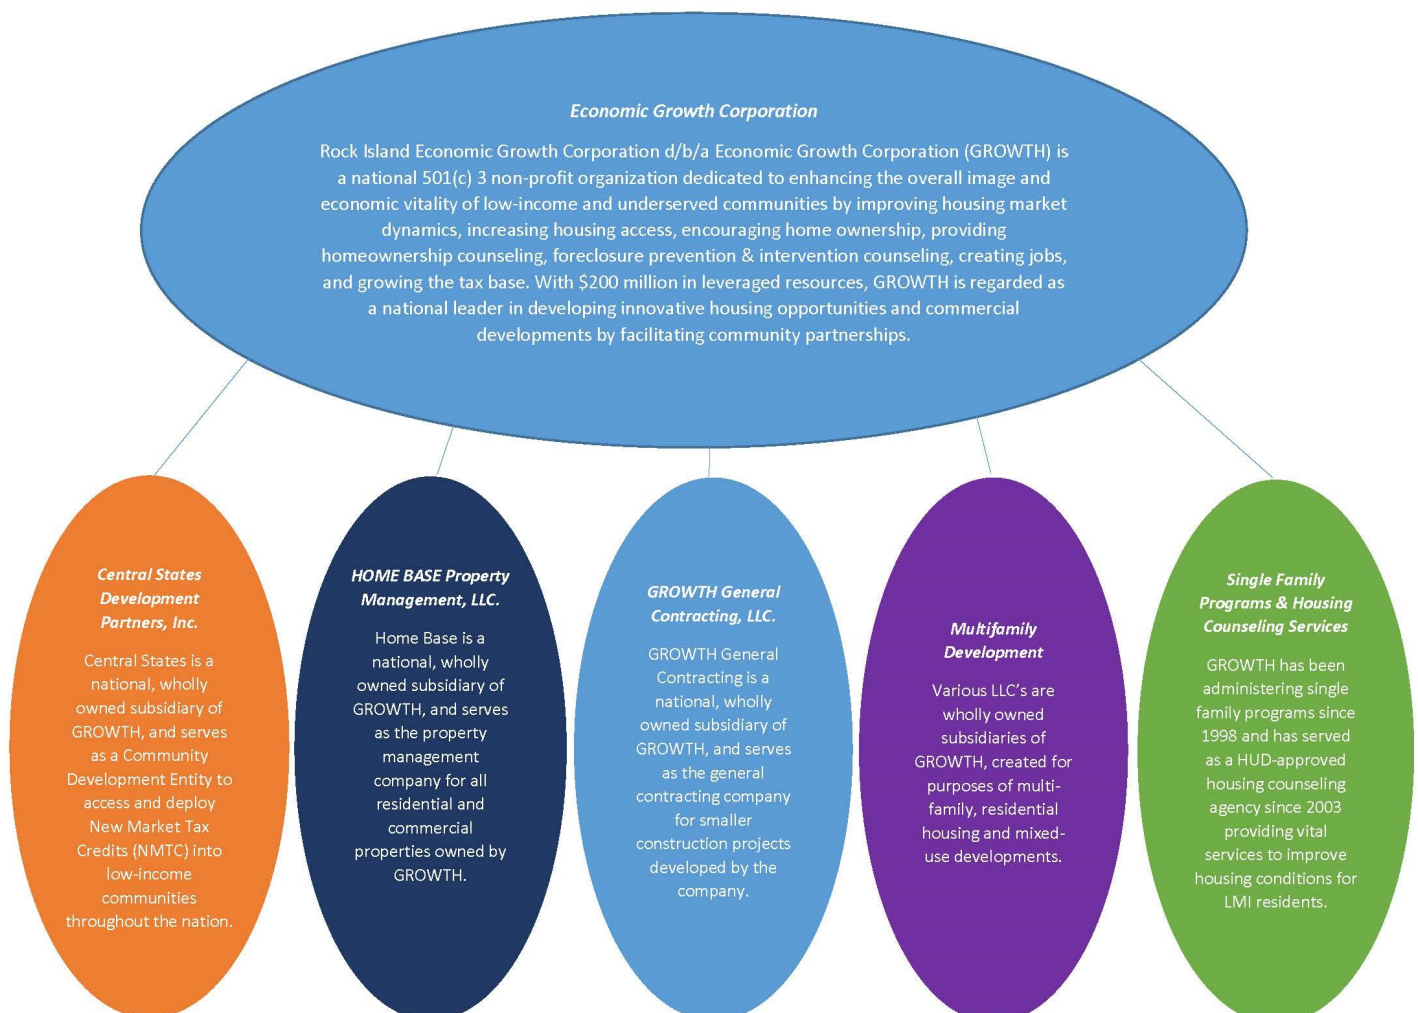 Economic Growth Corporation
Rock Island Economic Growth Corporation d/b/a Economic Growth Corporation (GROWTH) is
a national 501(c) 3 non-profit organization dedicated to enhancing the overall image and
economic vitality of low-income and underserved communities by improving housing market
dynamics, increasing housing access, encouraging home ownership, providing
homeownership counseling, foreclosure prevention & intervention counseling, creating jobs,
and growing the tax base. With $200 million in leveraged resources, GROWTH is regarded as
a national leader in developing innovative housing opportunities and commercial
developments by facilitating community partnerships.
Central States
Development
Partners, Inc.
Central States is a
national, wholly
owned subsidiary of
GROWTH, and serves
as a Community
Development Entity to
access and deploy
New Market Tax
Credits (NMTC) into
low-income
communities
throughout the nation.
HOME BASE Property
Management, LLC.
Home Base is a
national, wholly
owned subsidiary of
GROWTH, and serves
as the property
management
company for all
residential and
commercial
properties owned by
GROWTH.
GROWTH General
Contracting, LLC.
GROWTH General
Contracting is a
national, wholly
owned subsidiary of
GROWTH, and serves
as the general
contracting company
for smaller
construction projects
developed by the
company.
Multifamily
Development
Various LLC's are
wholly owned
subsidiaries of
GROWTH, created for
purposes of multi-
family, residential
housing and mixed-
use developments.
Single Family
Programs & Housing
Counseling Services
GROWTH has been
administering single
family programs since
1998 and has served
as a HUD-approved
housing counseling
agency since 2003
providing vital
services to improve
housing conditions for
LMI residents.